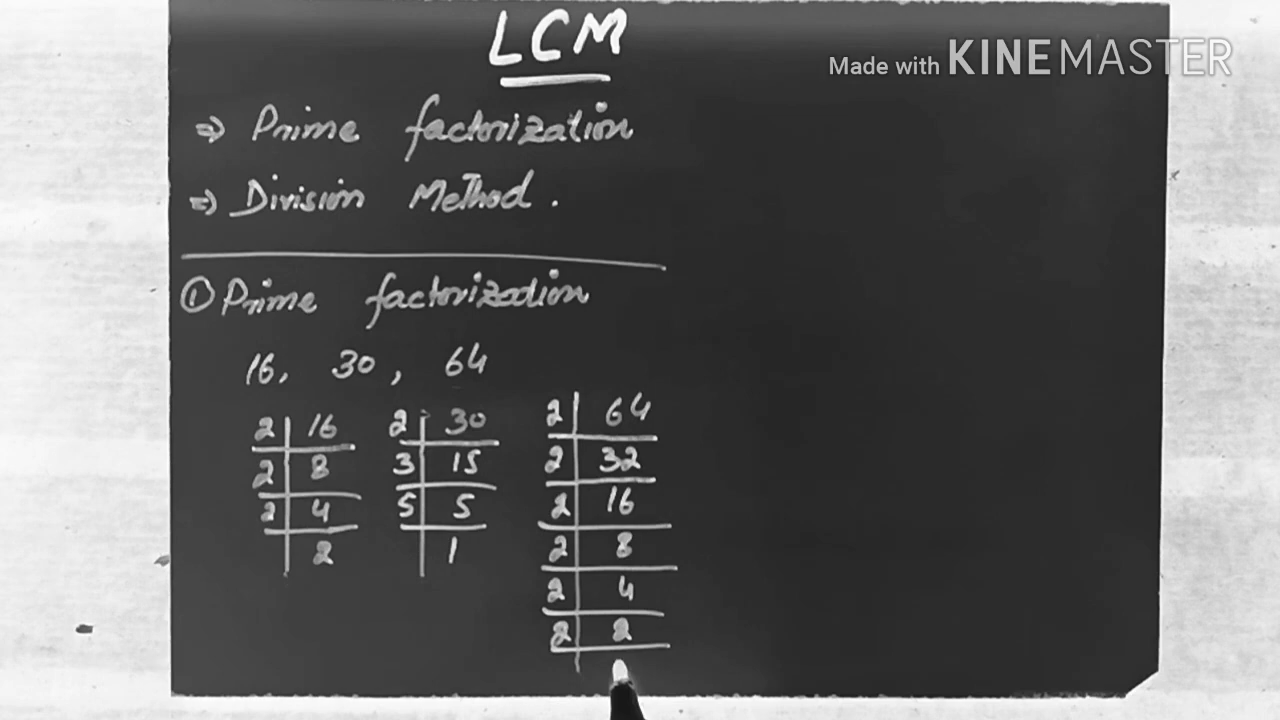 LCM
Made with KINEMASTER
⇒ Prime factorization
⇒ Division Method.
① Prime factorization
16, 30, 64
2 | 16
2 | 8
2 | 4
| 2
2 | 30
3 | 15
5 | 5
| 1
2 | 64
2 | 32
2 | 16
2 | 8
2 | 4
2 | 2